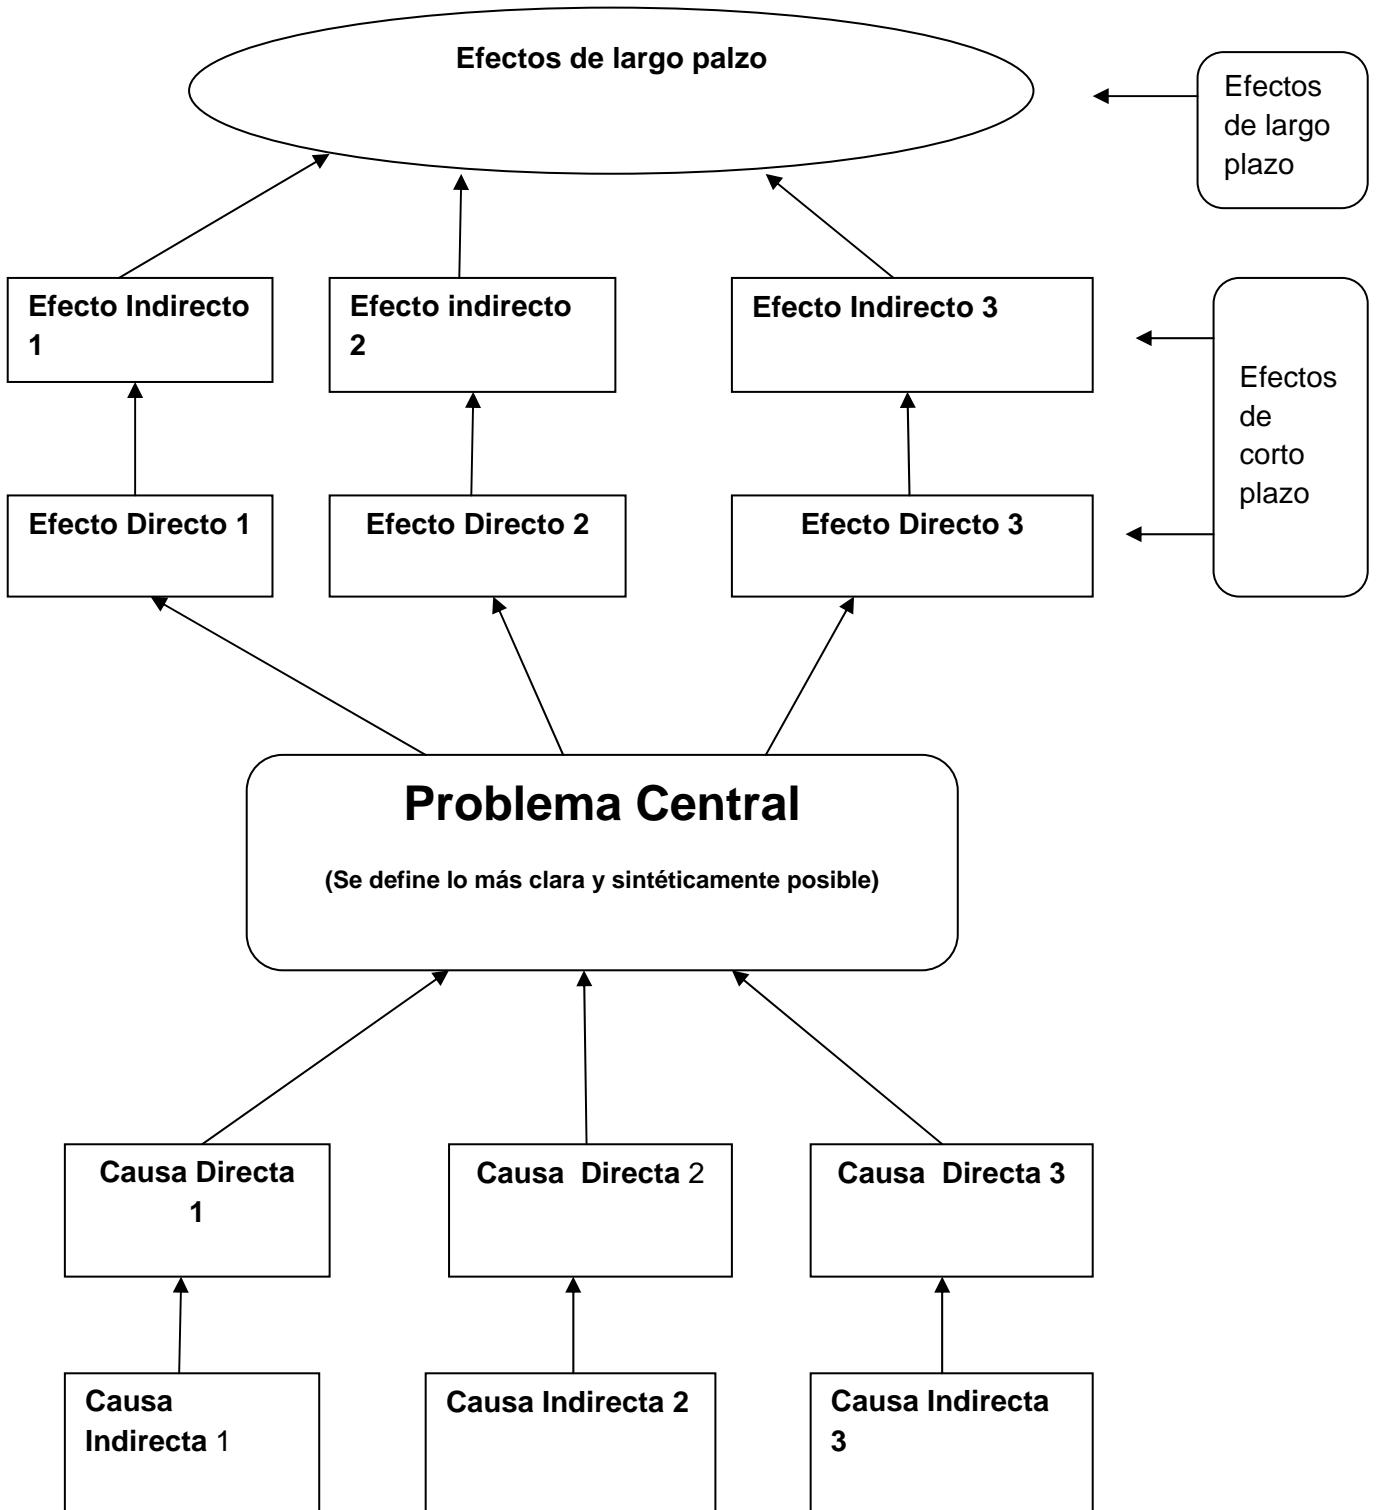 Efectos de largo palzo
Efectos
de largo
plazo
Efecto Indirecto
1
Efecto indirecto
2
Efecto Indirecto 3
Efectos
de
corto
plazo
Efecto Directo 1
Efecto Directo 2
Efecto Directo 3
Problema Central
(Se define lo más clara y sintéticamente posible)
Causa Directa
1
Causa Directa 2
Causa Directa 3
Causa
Indirecta 1
Causa Indirecta 2
Causa Indirecta
3